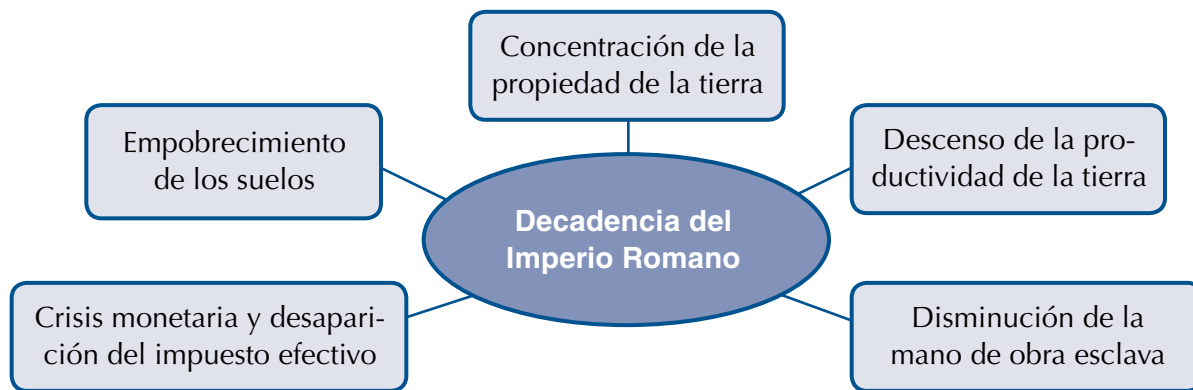 Concentración de la
propiedad de la tierra
Empobrecimiento
de los suelos
Descenso de la pro-
ductividad de la tierra
Decadencia del
Imperio Romano
Crisis monetaria y desapari-
ción del impuesto efectivo
Disminución de la
mano de obra esclava